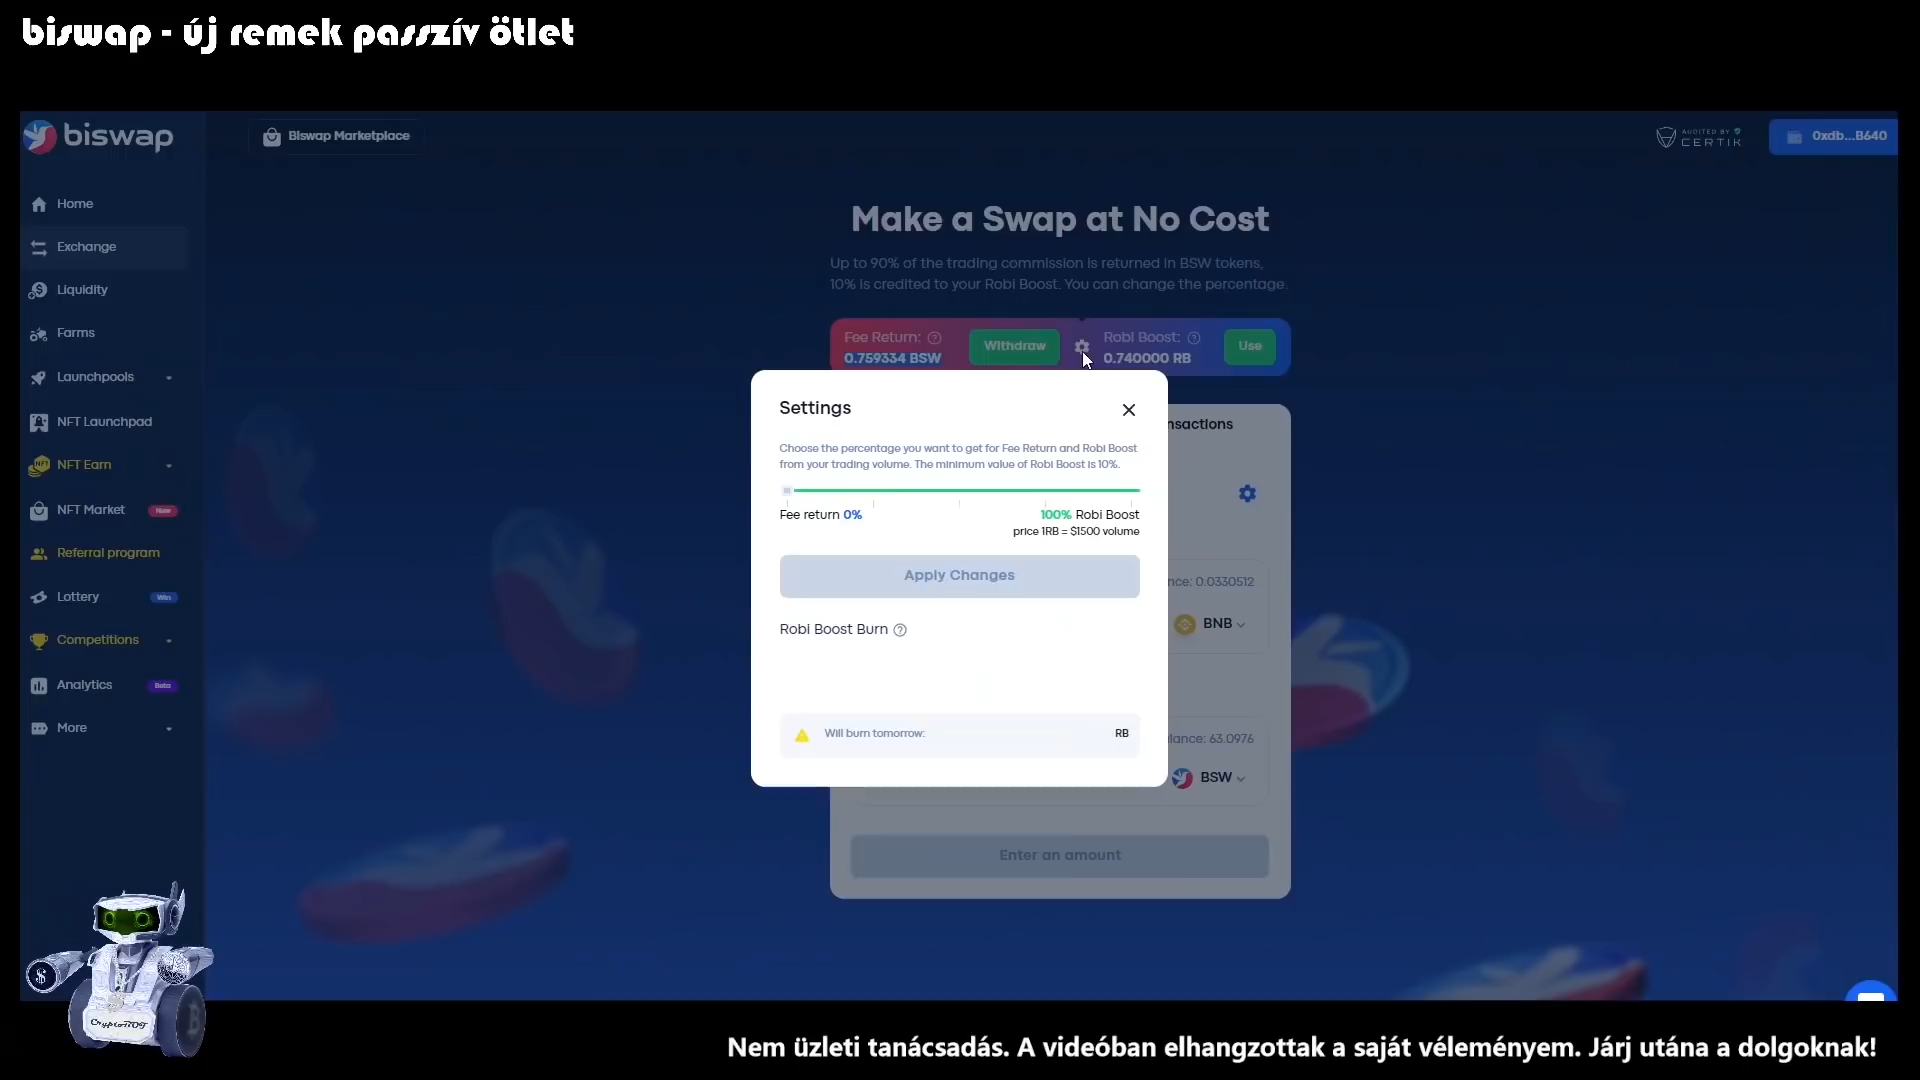 biswap - új remek passzív ötlet
biswap
Biswap Marketplace
AUDITED BY
CERTIK
0xdb...B640
Home
Exchange
Liquidity
Farms
Launchpools
NFT Launchpad
NFT Earn
NFT Market
New
Referral program
Lottery
Win
Competitions
Analytics
Beta
More
Make a Swap at No Cost
Up to 90% of the trading commission is returned in BSW tokens,
10% is credited to your Robi Boost. You can change the percentage.
Fee Return:
0.759334 BSW
Withdraw
Robi Boost:
0.740000 RB
Use
Settings
Choose the percentage you want to get for Fee Return and Robi Boost
from your trading volume. The minimum value of Robi Boost is 10%.
Fee return 0%
100% Robi Boost
price 1RB = $1500 volume
Apply Changes
Robi Boost Burn
Will burn tomorrow:
RB
nsactions
nce: 0.0330512
BNB
lance: 63.0976
BSW
Enter an amount
CryptoROF
Nem üzleti tanácsadás. A videóban elhangzottak a saját véleményem. Járj utána a dolgoknak!